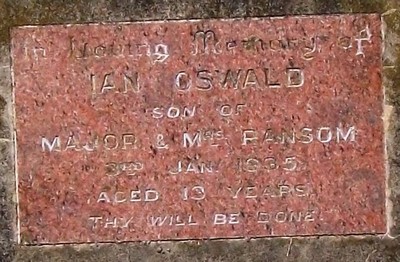 In Loving Memory of
IAN OSWALD
SON OF
MAJOR & MRS RANSOM
3RD JAN. 1935
AGED 13 YEARS
"THY WILL BE DONE."